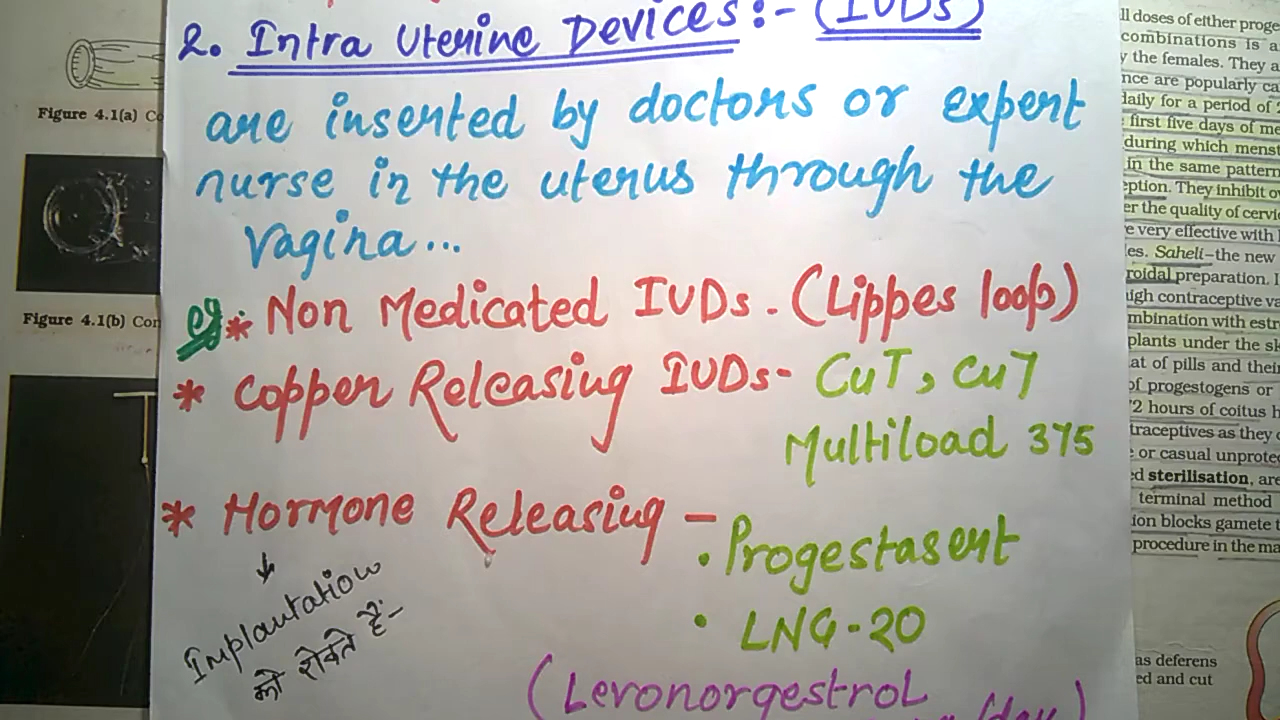 2. Intra Uterine Devices:- (IUDs)
are inserted by doctors or expert
nurse in the uterus through the
Vagina...
eg:
* Non Medicated IUDs. (Lippes loop)
* Copper Releasing IUDs- CuT, Cu7
Multiload 375
* Hormone Releasing -
• Progestasert
• LNG-20
(Levonorgestrol
day)
↓
Implantation
को रोकते हैं-
Figure 4.1(a) Co
Figure 4.1(b) Con
ll doses of either proge
combinations is a
y the females. They a
nce are popularly ca
daily for a period of
first five days of me
during which menst
in the same pattern
eption. They inhibit ov
er the quality of cervic
e very effective with
es. Saheli–the new
roidal preparation.
igh contraceptive va
mbination with estr
plants under the sk
at of pills and their
of progestogens or
72 hours of coitus h
traceptives as they
e or casual unprote
ed sterilisation, are
terminal method
ion blocks gamete
procedure in the ma
as deferens
ed and cut